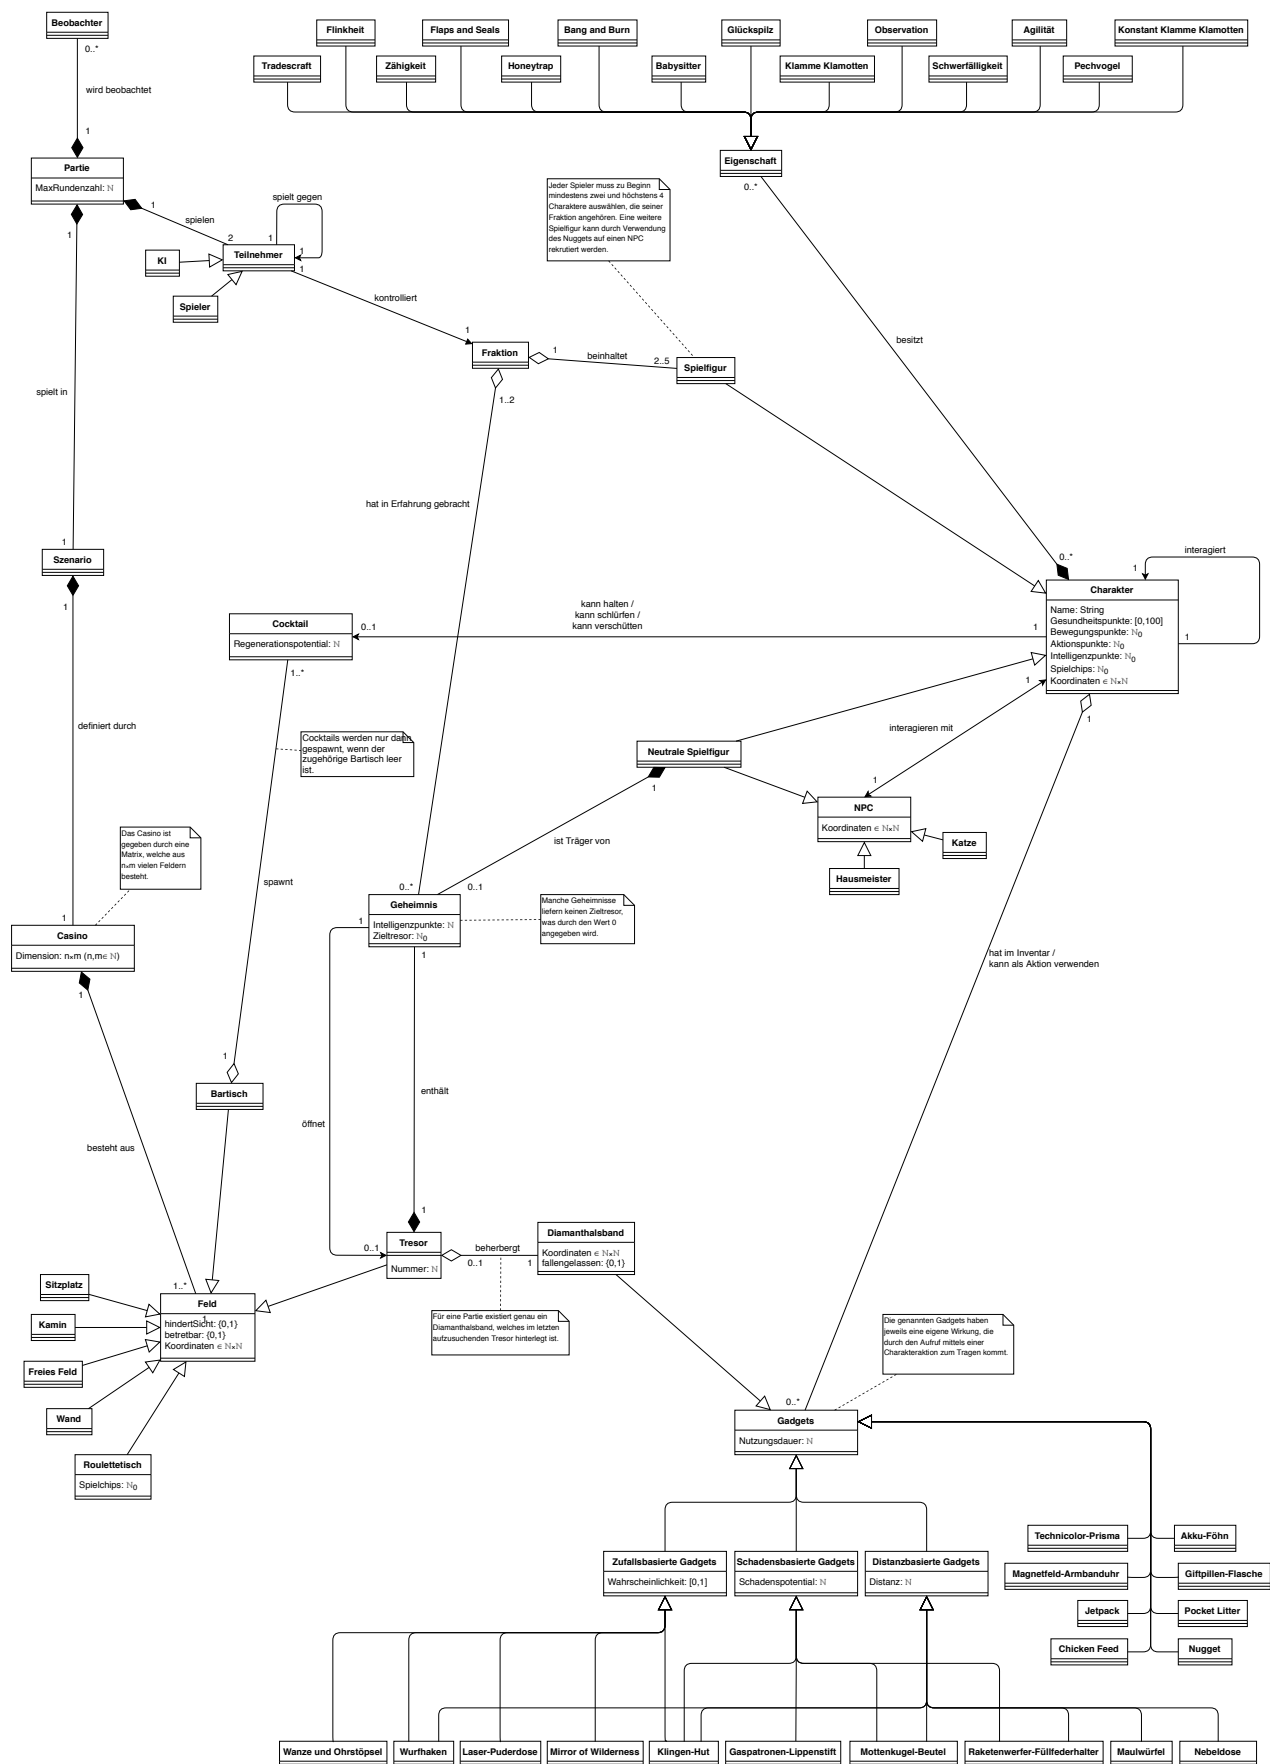 Beobachter
0..*
wird beobachtet
1
Flinkheit
Flaps and Seals
Bang and Burn
Glückspilz
Observation
Agilität
Konstant Klamme Klamotten
Tradescraft
Zähigkeit
Honeytrap
Babysitter
Klamme Klamotten
Schwerfälligkeit
Pechvogel
Eigenschaft
0..*
Partie
MaxRundenzahl: ℕ
1
1
spielen
2
spielt gegen
1
1
Teilnehmer
1
KI
Spieler
kontrolliert
1
Jeder Spieler muss zu Beginn
mindestens zwei und höchstens 4
Charaktere auswählen, die seiner
Fraktion angehören. Eine weitere
Spielfigur kann durch Verwendung
des Nuggets auf einen NPC
rekrutiert werden.
Fraktion
1
beinhaltet
2..5
Spielfigur
1..2
besitzt
spielt in
hat in Erfahrung gebracht
1
Szenario
1
0..*
interagiert
1
Charakter
Name: String
Gesundheitspunkte: [0,100]
Bewegungspunkte: ℕ0
Aktionspunkte: ℕ0
Intelligenzpunkte: ℕ0
Spielchips: ℕ0
Koordinaten ∈ ℕ×ℕ
1
1
1
1
kann halten /
kann schlürfen /
kann verschütten
0..1
Cocktail
Regenerationspotential: ℕ
1..*
definiert durch
Cocktails werden nur dann
gespawnt, wenn der
zugehörige Bartisch leer
ist.
interagieren mit
1
Neutrale Spielfigur
1
NPC
Koordinaten ∈ ℕ×ℕ
Katze
Hausmeister
ist Träger von
Das Casino ist
gegeben durch eine
Matrix, welche aus
n×m vielen Feldern
besteht.
spawnt
0..*
0..1
Geheimnis
Intelligenzpunkte: ℕ
Zieltresor: ℕ0
1
1
Manche Geheimnisse
liefern keinen Zieltresor,
was durch den Wert 0
angegeben wird.
1
Casino
Dimension: n×m (n,m∈ ℕ)
1
hat im Inventar /
kann als Aktion verwenden
1
Bartisch
enthält
öffnet
besteht aus
1
0..1
Tresor
Nummer: ℕ
beherbergt
0..1
1
Diamanthalsband
Koordinaten ∈ ℕ×ℕ
fallengelassen: {0,1}
Für eine Partie existiert genau ein
Diamanthalsband, welches im letzten
aufzusuchenden Tresor hinterlegt ist.
Sitzplatz
Kamin
Freies Feld
Wand
Roulettetisch
Spielchips: ℕ0
1..*
Feld
1
hindertSicht: {0,1}
betretbar: {0,1}
Koordinaten ∈ ℕ×ℕ
Die genannten Gadgets haben
jeweils eine eigene Wirkung, die
durch den Aufruf mittels einer
Charakteraktion zum Tragen kommt.
0..*
Gadgets
Nutzungsdauer: ℕ
Technicolor-Prisma
Akku-Föhn
Magnetfeld-Armbanduhr
Giftpillen-Flasche
Jetpack
Pocket Litter
Chicken Feed
Nugget
Zufallsbasierte Gadgets
Wahrscheinlichkeit: [0,1]
Schadensbasierte Gadgets
Schadenspotential: ℕ
Distanzbasierte Gadgets
Distanz: ℕ
Wanze und Ohrstöpsel
Wurfhaken
Laser-Puderdose
Mirror of Wilderness
Klingen-Hut
Gaspatronen-Lippenstift
Mottenkugel-Beutel
Raketenwerfer-Füllfederhalter
Maulwürfel
Nebeldose